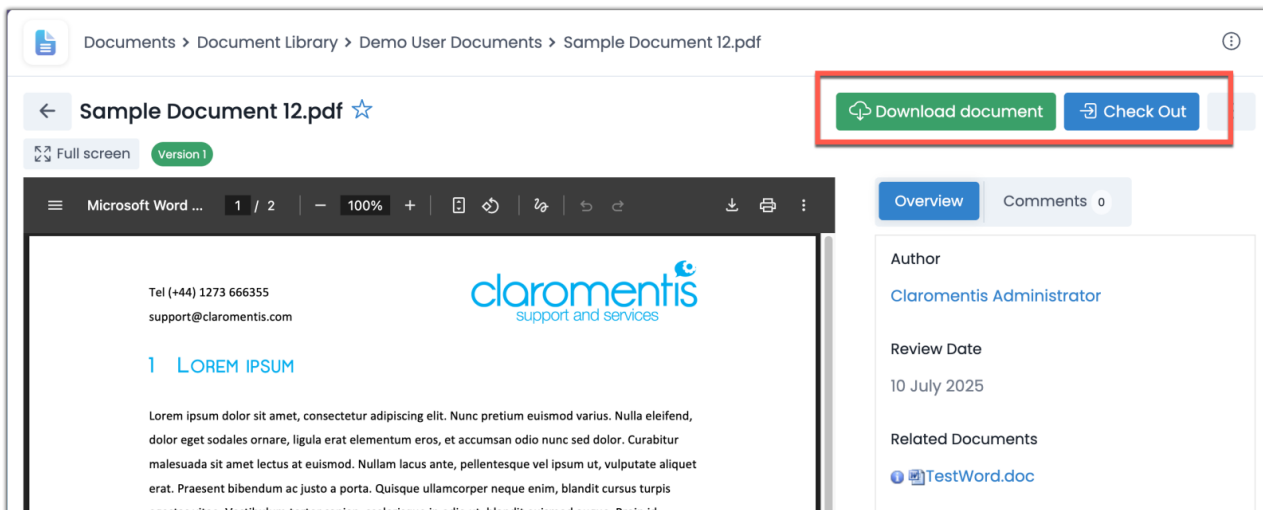 Documents > Document Library > Demo User Documents > Sample Document 12.pdf
Sample Document 12.pdf
Download document
Check Out
Full screen
Version 1
Microsoft Word ...
1 / 2
100%
Overview
Comments 0
Tel (+44) 1273 666355
support@claromentis.com
claromentis
support and services
1 LOREM IPSUM
Lorem ipsum dolor sit amet, consectetur adipiscing elit. Nunc pretium euismod varius. Nulla eleifend,
dolor eget sodales ornare, ligula erat elementum eros, et accumsan odio nunc sed dolor. Curabitur
malesuada sit amet lectus at euismod. Nullam lacus ante, pellentesque vel ipsum ut, vulputate aliquet
erat. Praesent bibendum ac justo a porta. Quisque ullamcorper neque enim, blandit cursus turpis
Author
Claromentis Administrator
Review Date
10 July 2025
Related Documents
TestWord.doc